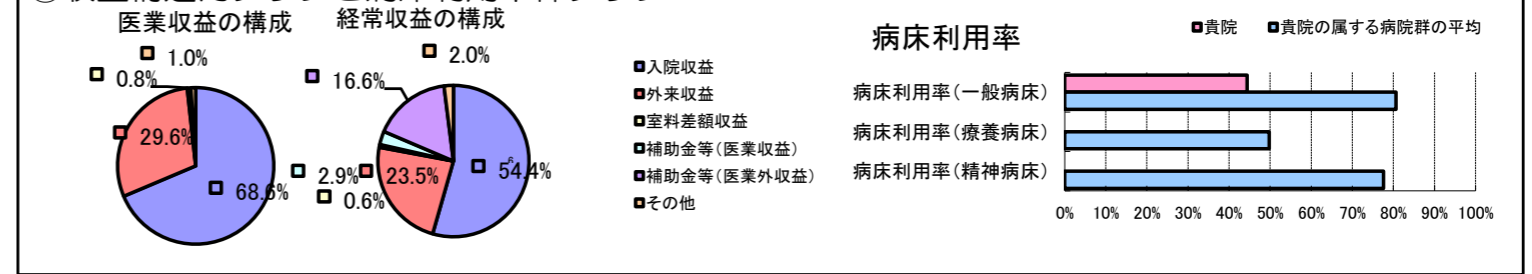 医業収益の構成
1.0%
0.8%
29.6%
68.6%
経常収益の構成
2.0%
16.6%
2.9%
0.6%
23.5%
54.4%
入院収益
外来収益
室料差額収益
補助金等(医業収益)
補助金等(医業外収益)
その他
病床利用率
貴院 貴院の属する病院群の平均
病床利用率(一般病床)
病床利用率(療養病床)
病床利用率(精神病床)
0% 10% 20% 30% 40% 50% 60% 70% 80% 90% 100%